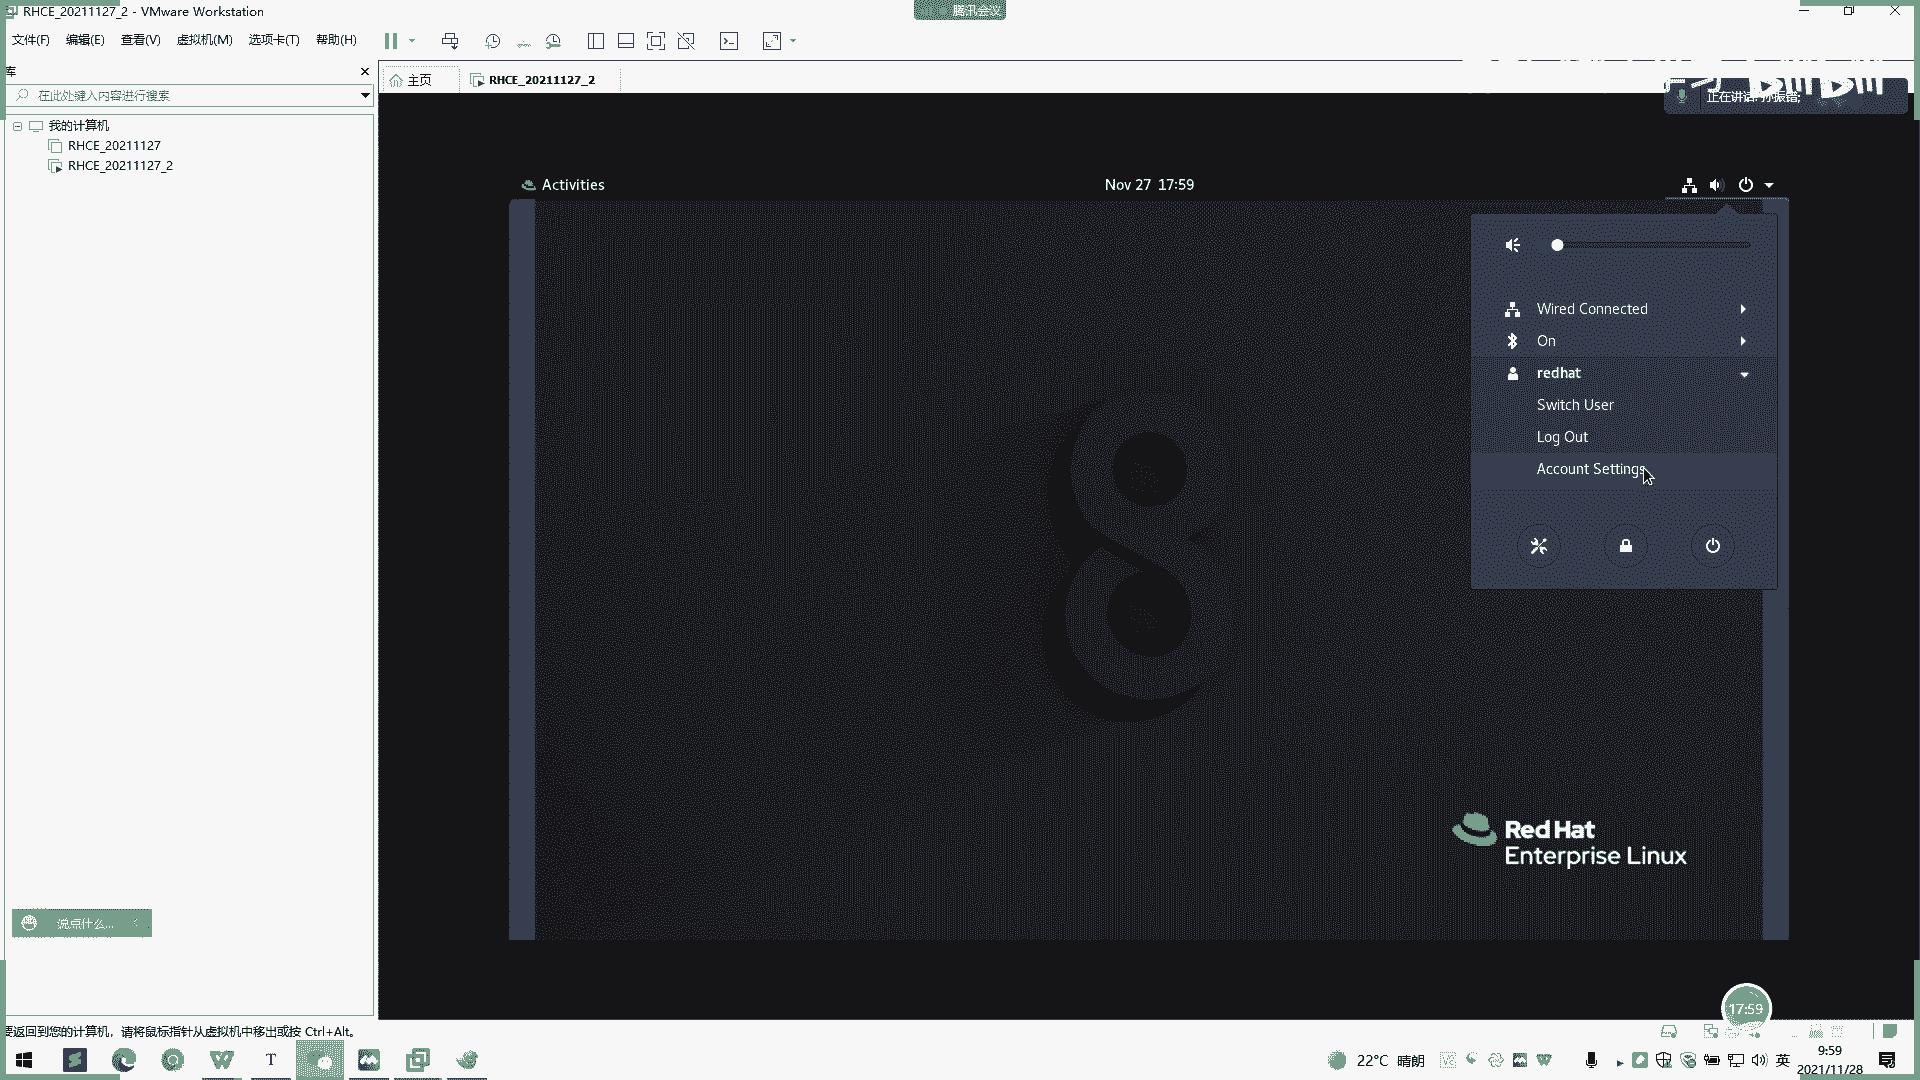 RHCE_20211127_2 - VMware Workstation
腾讯会议
文件(F) 编辑(E) 查看(V) 虚拟机(M) 选项卡(T) 帮助(H)
库
主页
RHCE_20211127_2
在此处键入内容进行搜索
正在讲话:
我的计算机
RHCE_20211127
RHCE_20211127_2
Activities
Nov 27 17:59
Wired Connected
On
redhat
Switch User
Log Out
Account Settings
8
Red Hat
Enterprise Linux
说点什么...
17:59
要返回到您的计算机，请将鼠标指针从虚拟机中移出或按 Ctrl+Alt。
22°C 晴朗
英
9:59
2021/11/28